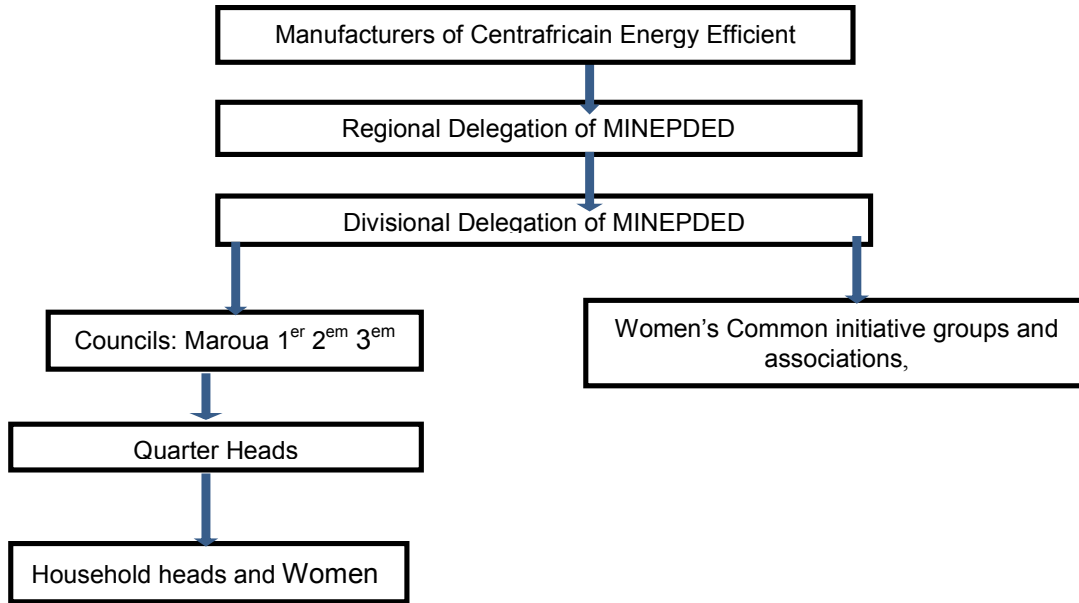 Manufacturers of Centrafricain Energy Efficient
Regional Delegation of MINEPDED
Divisional Delegation of MINEPDED
Councils: Maroua 1er 2em 3em
Women’s Common initiative groups and
associations,
Quarter Heads
Household heads and Women